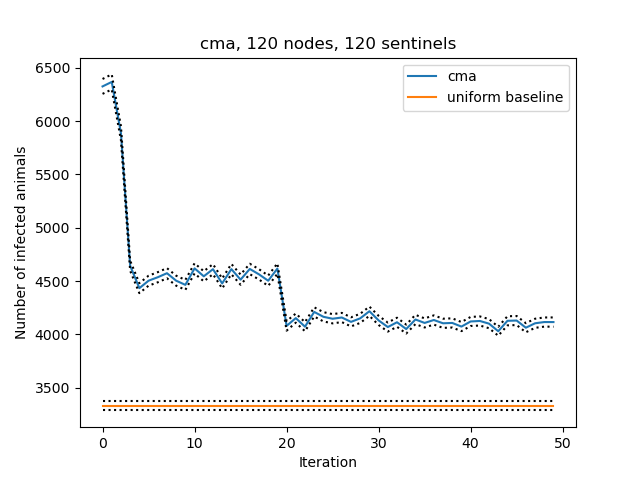 cma, 120 nodes, 120 sentinels
cma
uniform baseline
Number of infected animals
6500
6000
5500
5000
4500
4000
3500
0 10 20 30 40 50
Iteration